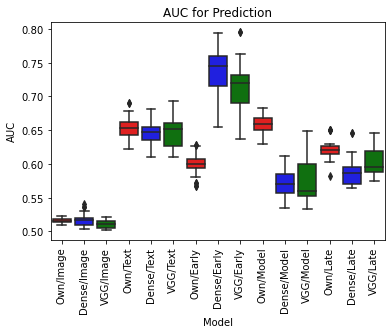 AUC for Prediction
0.80
0.75
0.70
0.65
0.60
0.55
0.50
AUC
Own/Image
Dense/Image
VGG/Image
Own/Text
Dense/Text
VGG/Text
Own/Early
Dense/Early
VGG/Early
Own/Model
Dense/Model
VGG/Model
Own/Late
Dense/Late
VGG/Late
Model